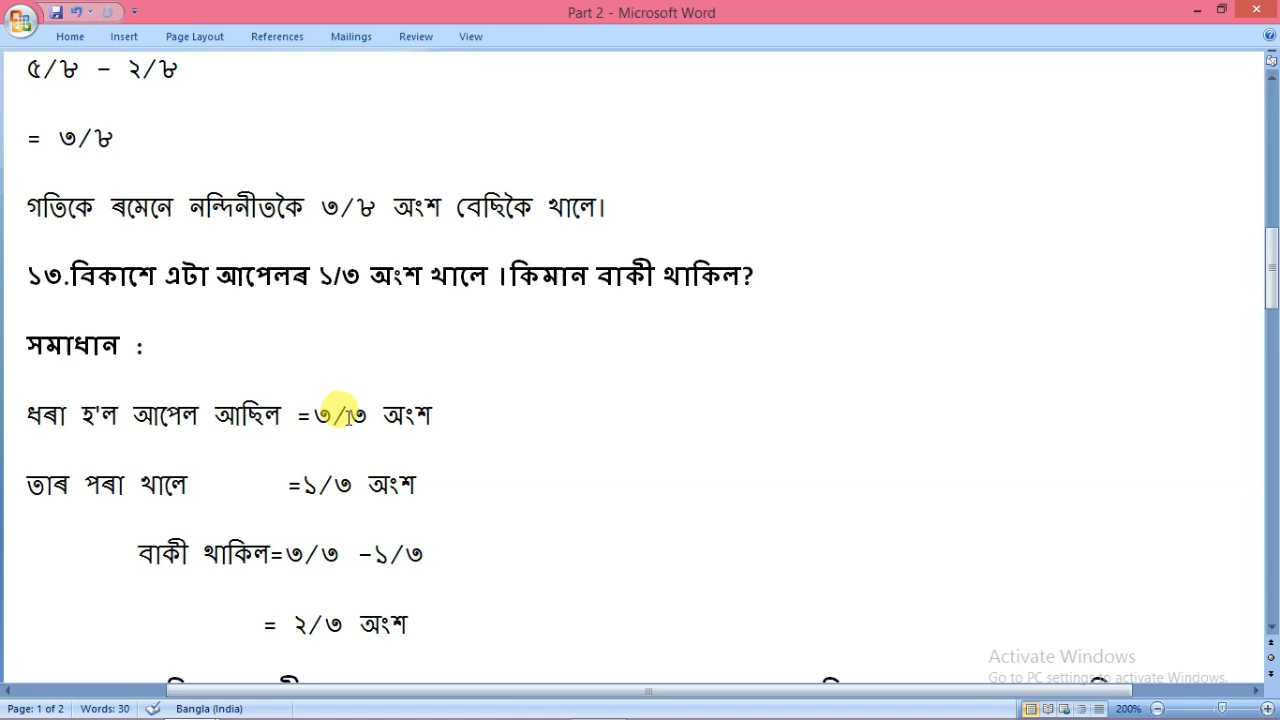 Part 2 - Microsoft Word
Home Insert Page Layout References Mailings Review View
৫/৮ - ২/৮
= ৩/৮
গতিকে ৰমেনে নন্দিনীতকৈ ৩/৮ অংশ বেছিকৈ খালে।
১৩.বিকাশে এটা আপেলৰ ১/৩ অংশ খালে ।কিমান বাকী থাকিল?
সমাধান :
ধৰা হ'ল আপেল আছিল =৩/৩ অংশ
তাৰ পৰা খালে =১/৩ অংশ
বাকী থাকিল=৩/৩ -১/৩
= ২/৩ অংশ
Activate Windows
Go to PC settings to activate Windows.
Page: 1 of 2 Words: 30 Bangla (India) 200%